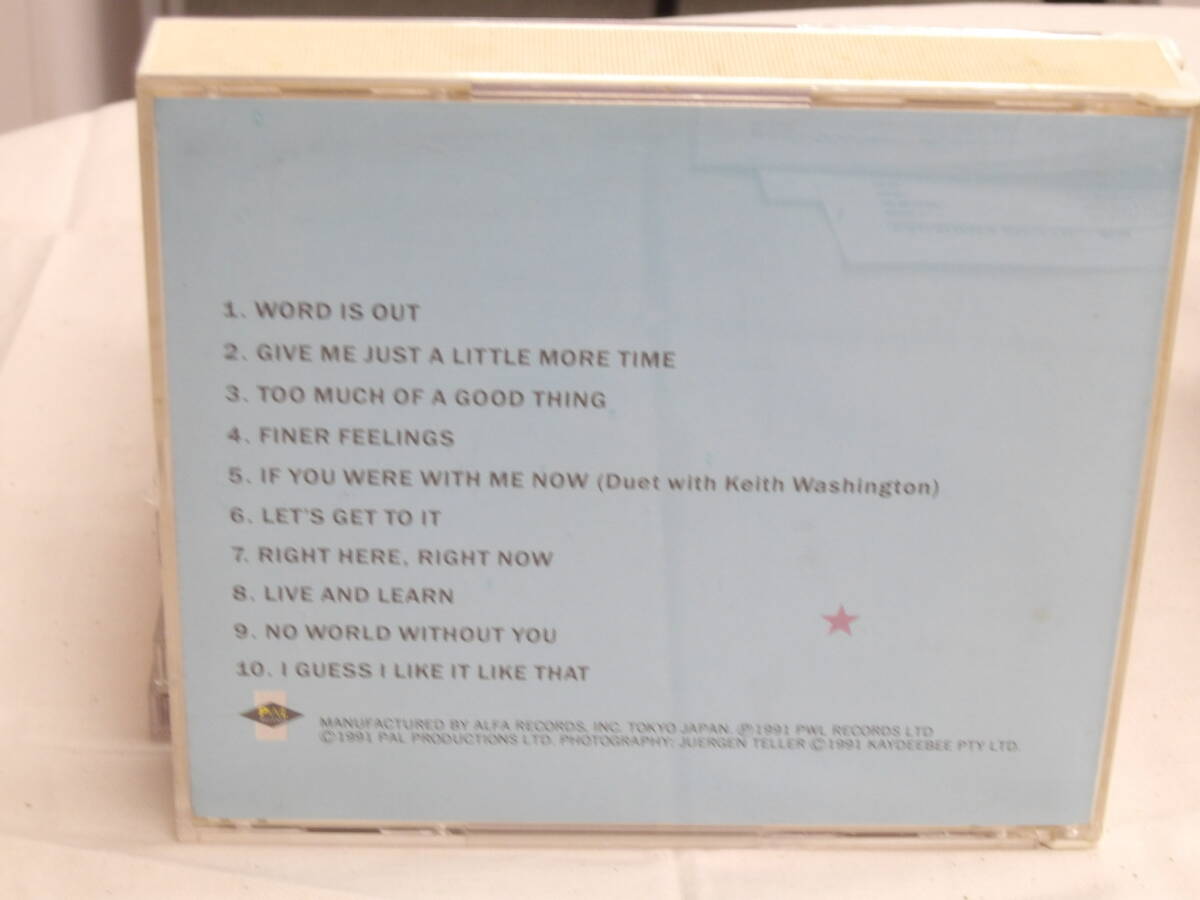 1. WORD IS OUT
2. GIVE ME JUST A LITTLE MORE TIME
3. TOO MUCH OF A GOOD THING
4. FINER FEELINGS
5. IF YOU WERE WITH ME NOW (Duet with Keith Washington)
6. LET'S GET TO IT
7. RIGHT HERE, RIGHT NOW
8. LIVE AND LEARN
9. NO WORLD WITHOUT YOU
10. I GUESS I LIKE IT LIKE THAT
MANUFACTURED BY ALFA RECORDS, INC. TOKYO JAPAN. ℗1991 PWL RECORDS LTD
©1991 PAL PRODUCTIONS LTD. PHOTOGRAPHY: JUERGEN TELLER ©1991 KAYDEEBEE PTY LTD.